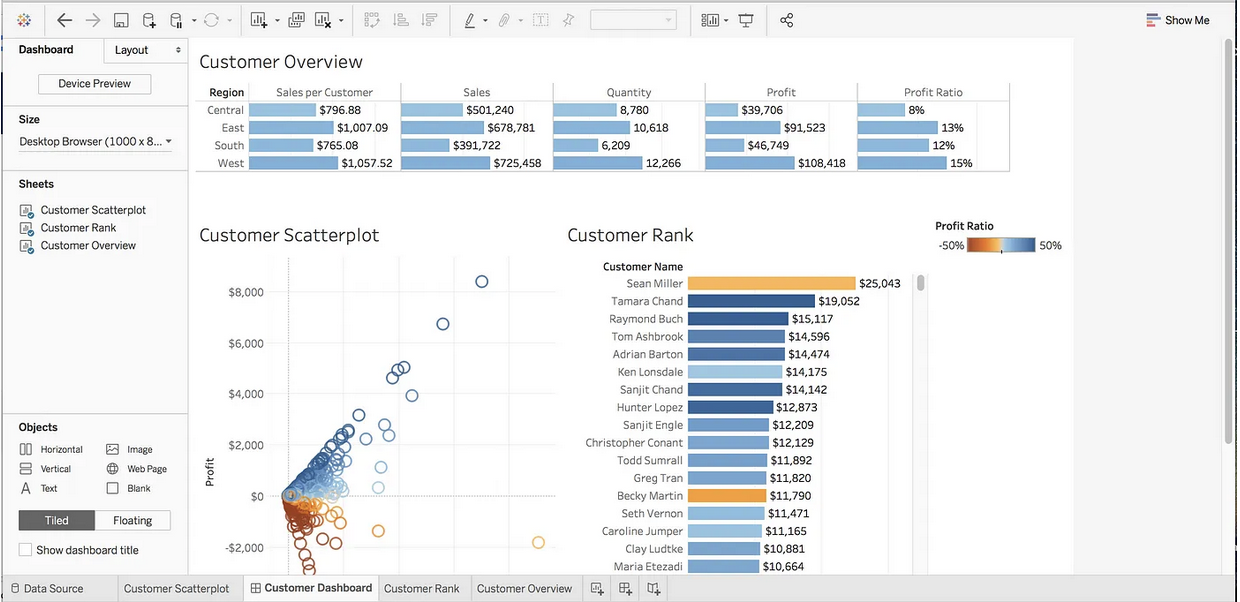 Show Me
Dashboard
Layout
Device Preview
Size
Desktop Browser (1000 x 8...
Sheets
Customer Scatterplot
Customer Rank
Customer Overview
Objects
Horizontal
Image
Vertical
Web Page
Text
Blank
Tiled
Floating
Show dashboard title
Customer Overview
Region Sales per Customer Sales Quantity Profit Profit Ratio
Central $796.88 $501,240 8,780 $39,706 8%
East $1,007.09 $678,781 10,618 $91,523 13%
South $765.08 $391,722 6,209 $46,749 12%
West $1,057.52 $725,458 12,266 $108,418 15%
Customer Scatterplot
$8,000
$6,000
$4,000
$2,000
$0
-$2,000
Profit
Customer Rank
Customer Name
Sean Miller $25,043
Tamara Chand $19,052
Raymond Buch $15,117
Tom Ashbrook $14,596
Adrian Barton $14,474
Ken Lonsdale $14,175
Sanjit Chand $14,142
Hunter Lopez $12,873
Sanjit Engle $12,209
Christopher Conant $12,129
Todd Sumrall $11,892
Greg Tran $11,820
Becky Martin $11,790
Seth Vernon $11,471
Caroline Jumper $11,165
Clay Ludtke $10,881
Maria Etezadi $10,664
Profit Ratio
-50% 50%
Data Source
Customer Scatterplot
Customer Dashboard
Customer Rank
Customer Overview